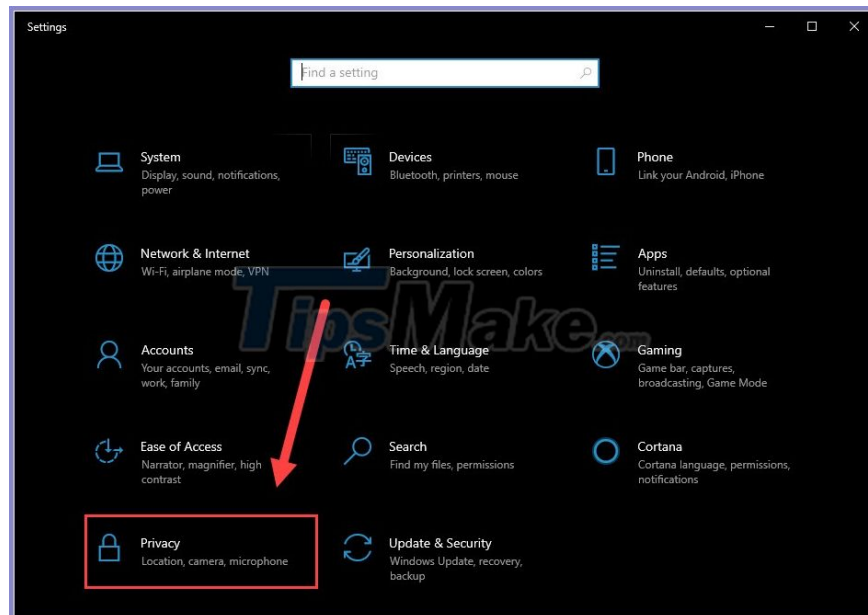 Settings
Find a setting
System
Display, sound, notifications,
power
Devices
Bluetooth, printers, mouse
Phone
Link your Android, iPhone
Network & Internet
Wi-Fi, airplane mode, VPN
Personalization
Background, lock screen, colors
Apps
Uninstall, defaults, optional
features
TipsMake.com
Accounts
Your accounts, email, sync,
work, family
Time & Language
Speech, region, date
Gaming
Game bar, captures,
broadcasting, Game Mode
Ease of Access
Narrator, magnifier, high
contrast
Search
Find my files, permissions
Cortana
Cortana language, permissions,
notifications
Privacy
Location, camera, microphone
Update & Security
Windows Update, recovery,
backup